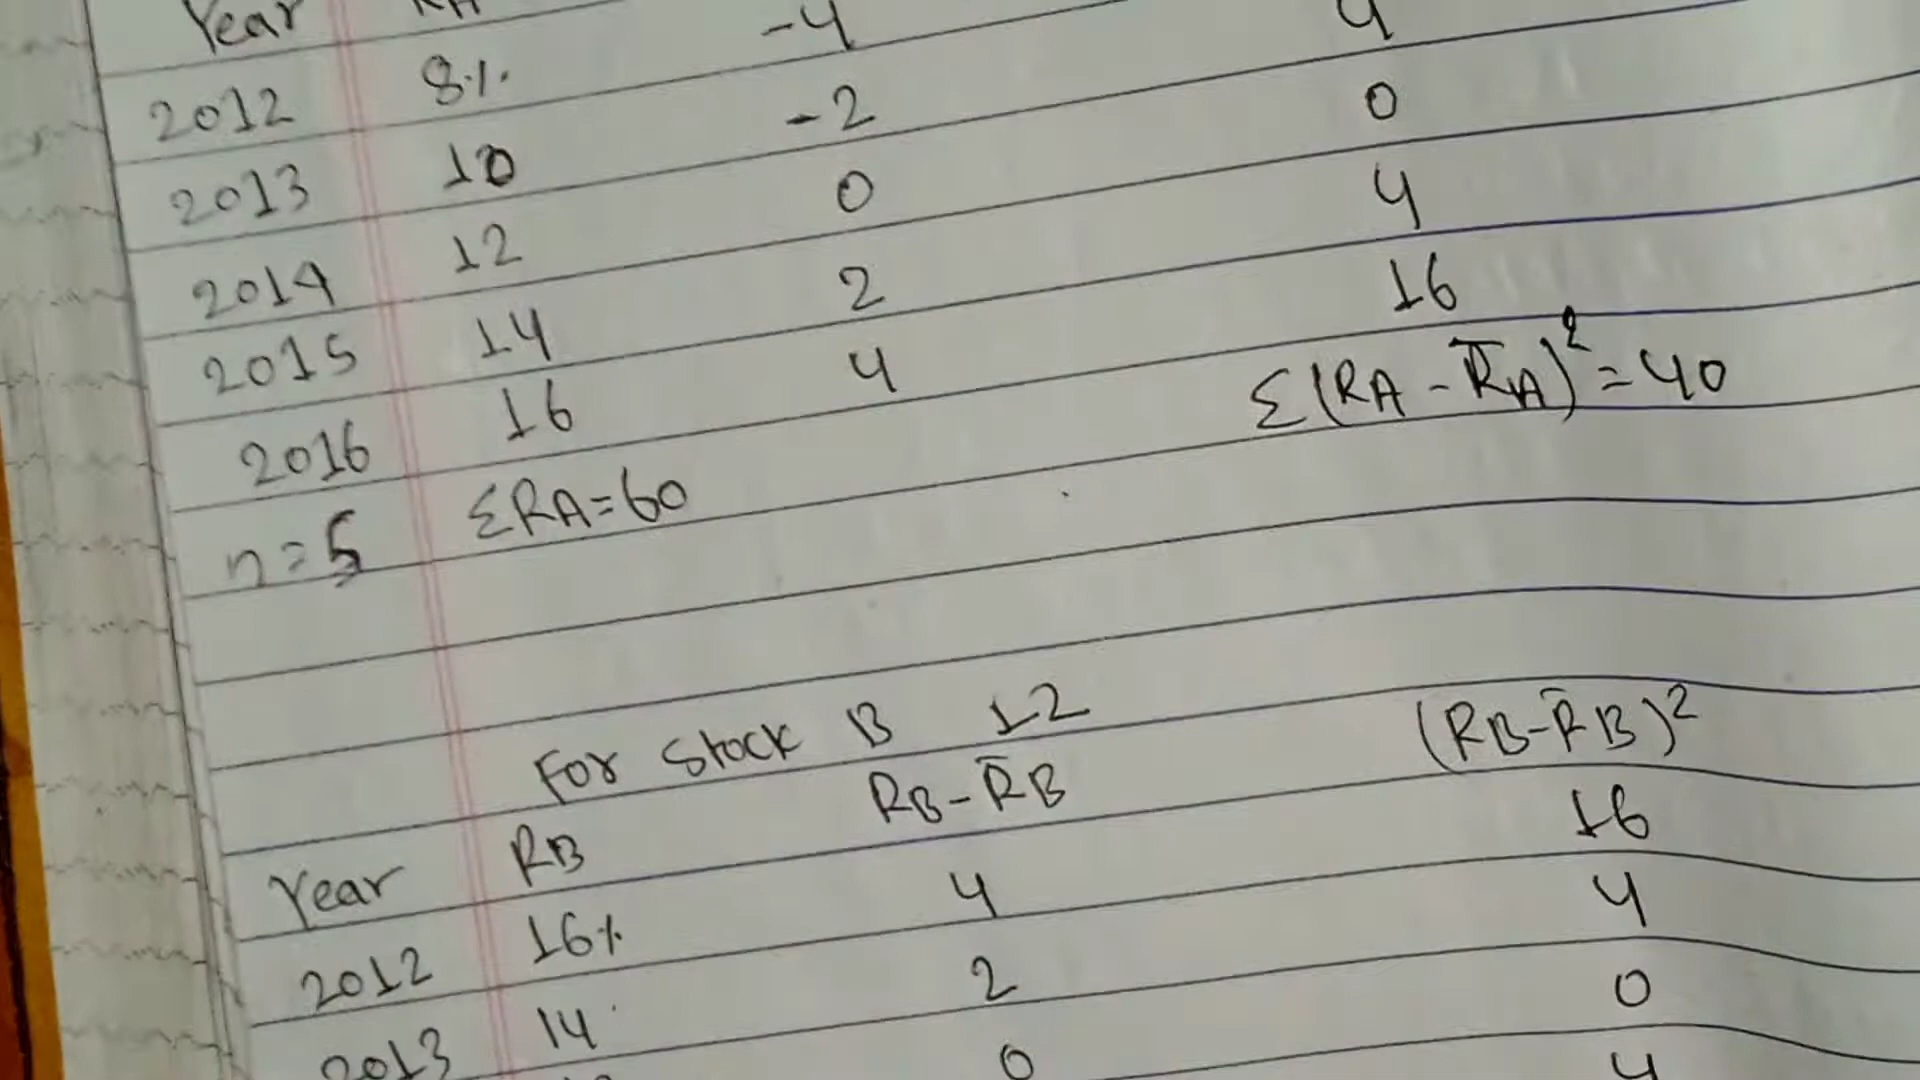 Year RA
2012 8% -4 4
2013 10 -2 0
2014 12 0 4
2015 14 2 16
2016 16 4 Σ(RA - R̄A)² = 40
n = 5 ΣRA = 60
For Stock B 12
Year RB RB - R̄B (RB - R̄B)²
2012 16% 4 16
2013 14 2 4
0 0
4